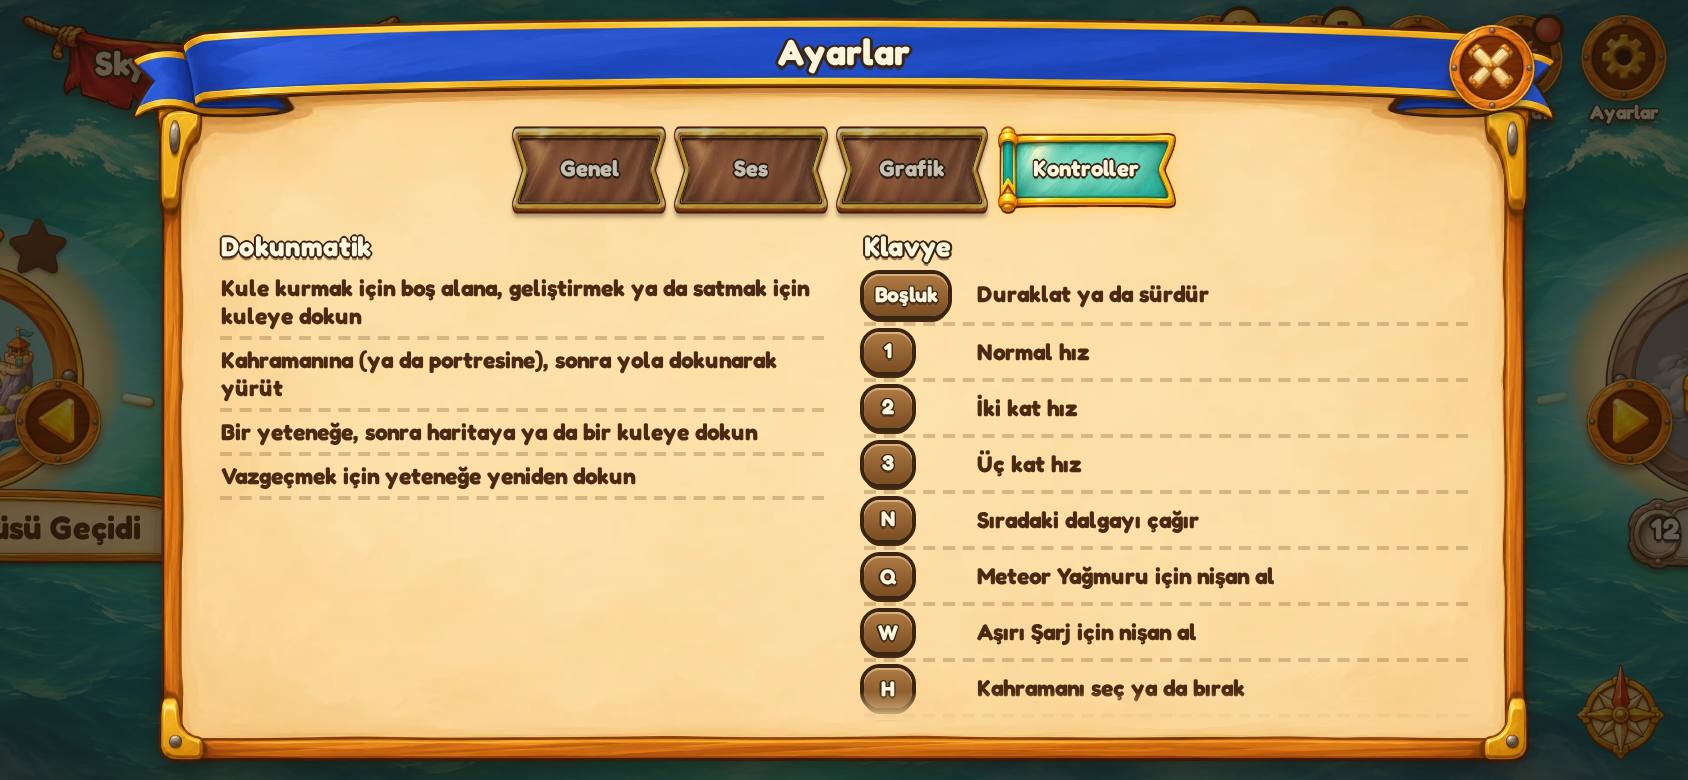 Sky
Ayarlar
Ayarlar
Genel
Ses
Grafik
Kontroller
Dokunmatik
Kule kurmak için boş alana, geliştirmek ya da satmak için
kuleye dokun
Kahramanına (ya da portresine), sonra yola dokunarak
yürüt
Bir yeteneğe, sonra haritaya ya da bir kuleye dokun
Vazgeçmek için yeteneğe yeniden dokun
Klavye
Boşluk Duraklat ya da sürdür
1 Normal hız
2 İki kat hız
3 Üç kat hız
N Sıradaki dalgayı çağır
Q Meteor Yağmuru için nişan al
W Aşırı Şarj için nişan al
H Kahramanı seç ya da bırak
Geçidi
12